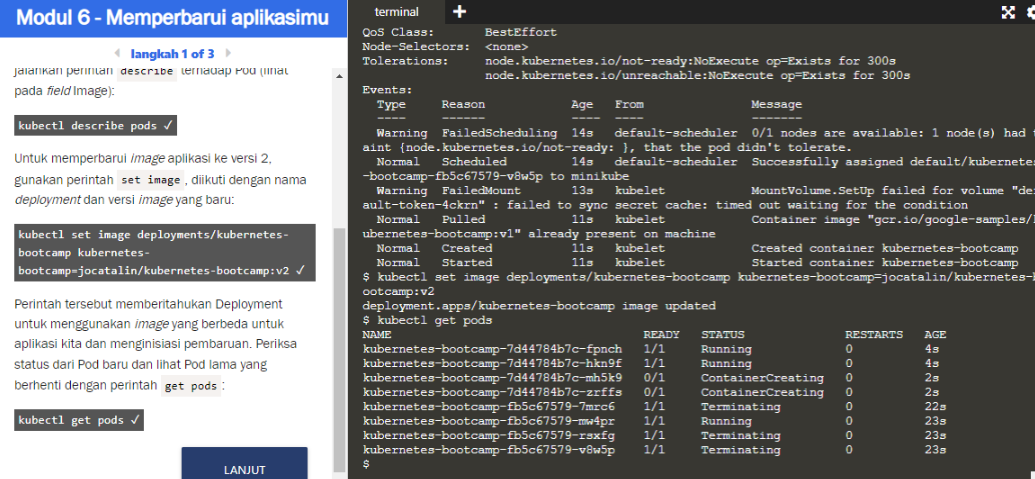 Modul 6 - Memperbarui aplikasimu
langkah 1 of 3
jalankan perintah describe terhadap Pod (lihat
pada field Image):
kubectl describe pods ✓
Untuk memperbarui image aplikasi ke versi 2,
gunakan perintah set image, diikuti dengan nama
deployment dan versi image yang baru:
kubectl set image deployments/kubernetes-
bootcamp kubernetes-
bootcamp=jocatalin/kubernetes-bootcamp:v2 ✓
Perintah tersebut memberitahukan Deployment
untuk menggunakan image yang berbeda untuk
aplikasi kita dan menginisiasi pembaruan. Periksa
status dari Pod baru dan lihat Pod lama yang
berhenti dengan perintah get pods:
kubectl get pods ✓
LANJUT
terminal +
QoS Class: BestEffort
Node-Selectors: <none>
Tolerations: node.kubernetes.io/not-ready:NoExecute op=Exists for 300s
node.kubernetes.io/unreachable:NoExecute op=Exists for 300s
Events:
Type Reason Age From Message
---- ------ ---- ---- -------
Warning FailedScheduling 14s default-scheduler 0/1 nodes are available: 1 node(s) had t
aint {node.kubernetes.io/not-ready: }, that the pod didn't tolerate.
Normal Scheduled 14s default-scheduler Successfully assigned default/kubernetes
-bootcamp-fb5c67579-v8w5p to minikube
Warning FailedMount 13s kubelet MountVolume.SetUp failed for volume "def
ault-token-4ckrn" : failed to sync secret cache: timed out waiting for the condition
Normal Pulled 11s kubelet Container image "gcr.io/google-samples/k
ubernetes-bootcamp:v1" already present on machine
Normal Created 11s kubelet Created container kubernetes-bootcamp
Normal Started 11s kubelet Started container kubernetes-bootcamp
$ kubectl set image deployments/kubernetes-bootcamp kubernetes-bootcamp=jocatalin/kubernetes-b
ootcamp:v2
deployment.apps/kubernetes-bootcamp image updated
$ kubectl get pods
NAME READY STATUS RESTARTS AGE
kubernetes-bootcamp-7d44784b7c-fpnch 1/1 Running 0 4s
kubernetes-bootcamp-7d44784b7c-hkn9f 1/1 Running 0 4s
kubernetes-bootcamp-7d44784b7c-mh5k9 0/1 ContainerCreating 0 2s
kubernetes-bootcamp-7d44784b7c-zrffs 0/1 ContainerCreating 0 2s
kubernetes-bootcamp-fb5c67579-7mrc6 1/1 Terminating 0 22s
kubernetes-bootcamp-fb5c67579-mw4pr 1/1 Running 0 23s
kubernetes-bootcamp-fb5c67579-rsxfg 1/1 Terminating 0 23s
kubernetes-bootcamp-fb5c67579-v8w5p 1/1 Terminating 0 23s
$